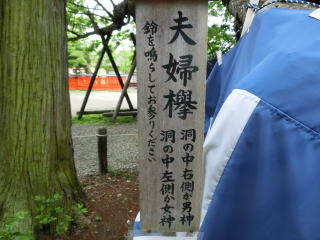 夫婦欅
鈴を鳴らしてお参りください
洞の中右側が男神
洞の中左側が女神